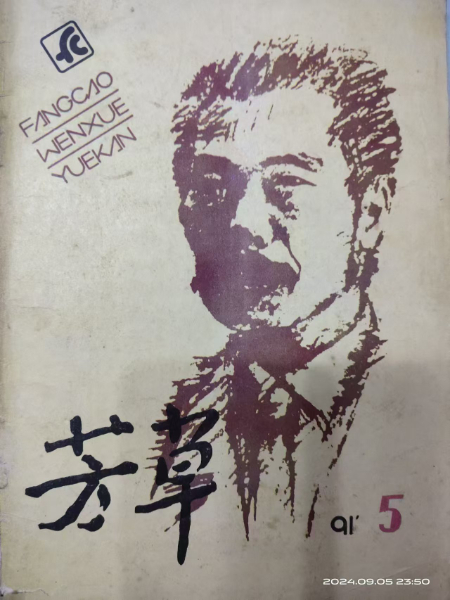 fc
FANGCAO
WENXUE
YUEKAN
芳草
91' 5
2024.09.05 23:50